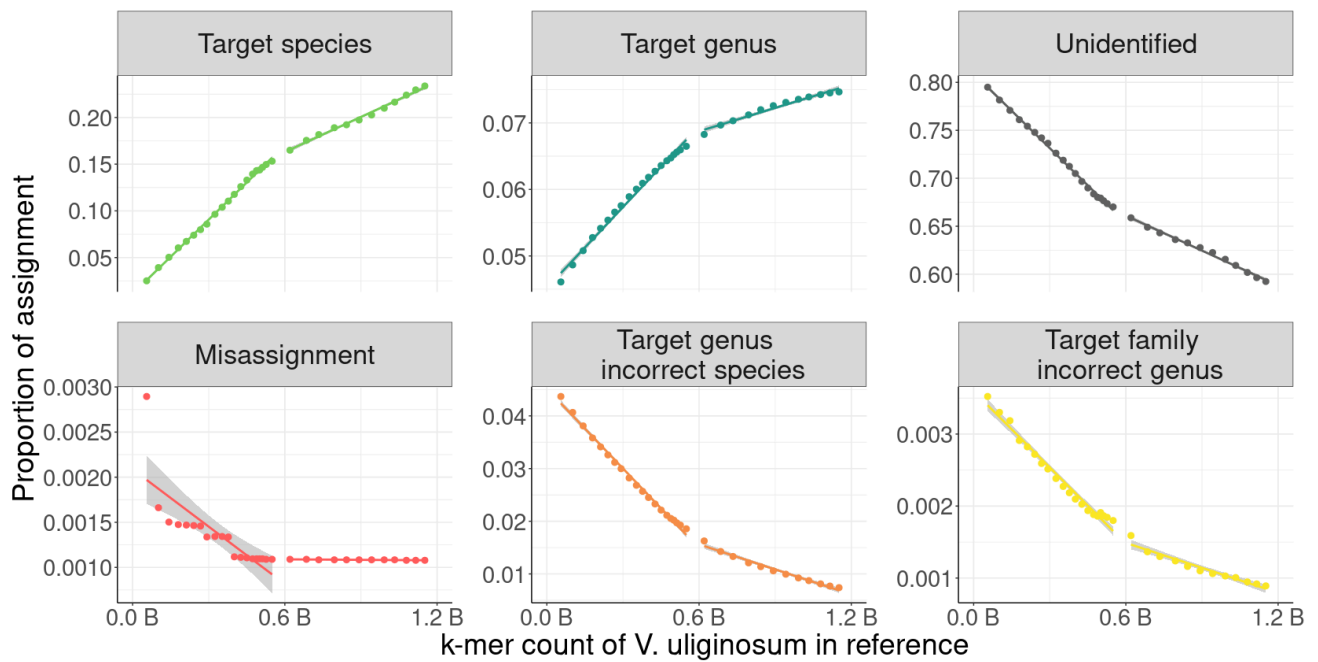 Target species
Target genus
Unidentified
0.20
0.15
0.10
0.05
0.07
0.06
0.05
0.80
0.75
0.70
0.65
0.60
Proportion of assignment
Misassignment
Target genus
incorrect species
Target family
incorrect genus
0.0030
0.0025
0.0020
0.0015
0.0010
0.04
0.03
0.02
0.01
0.003
0.002
0.001
0.0 B 0.6 B 1.2 B
0.0 B 0.6 B 1.2 B
0.0 B 0.6 B 1.2 B
k-mer count of V. uliginosum in reference